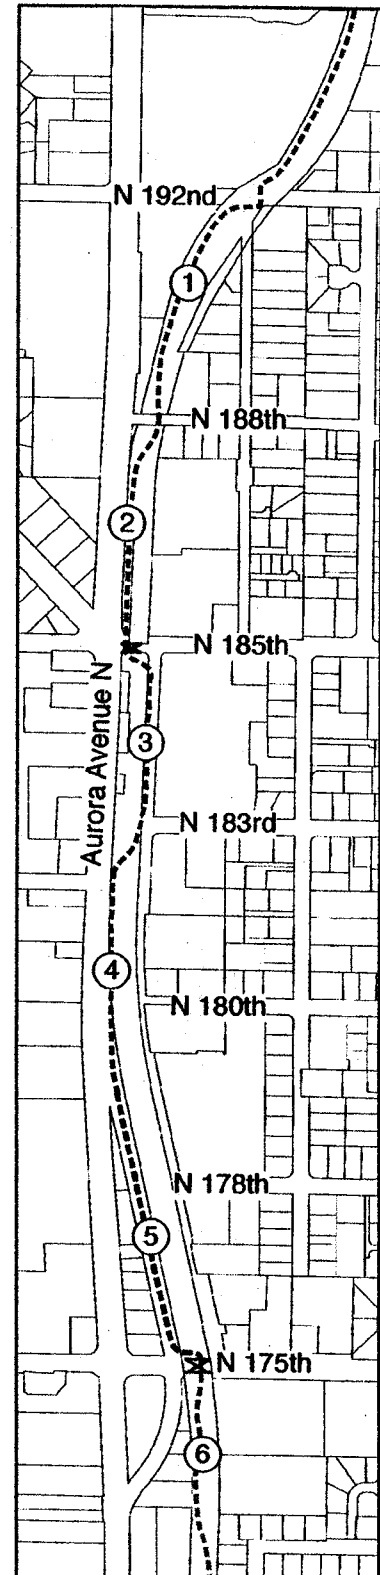 N 192nd
1
N 188th
2
N 185th
Aurora Avenue N
3
N 183rd
4
N 180th
N 178th
5
N 175th
6